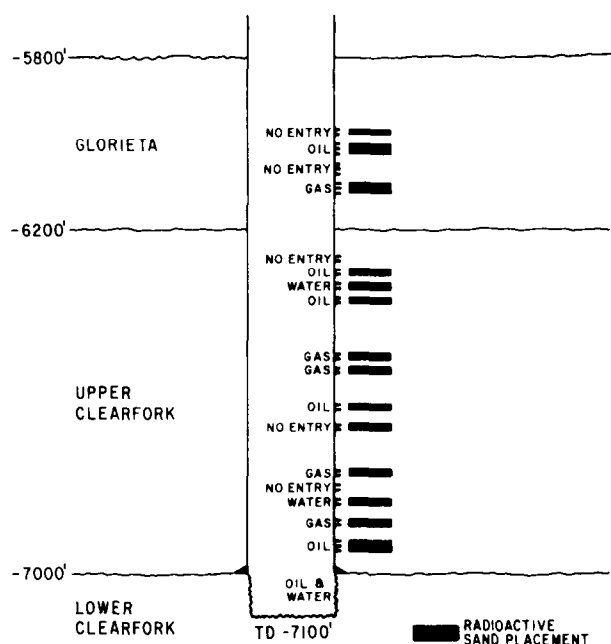 -5800'
NO ENTRY
GLORIETA
OIL
NO ENTRY
GAS
-6200'
NO ENTRY
OIL
WATER
OIL
GAS
GAS
UPPER
CLEARFORK
OIL
NO ENTRY
GAS
NO ENTRY
WATER
GAS
OIL
-7000'
OIL &
WATER
LOWER
CLEARFORK
TD -7100'
RADIOACTIVE
SAND PLACEMENT